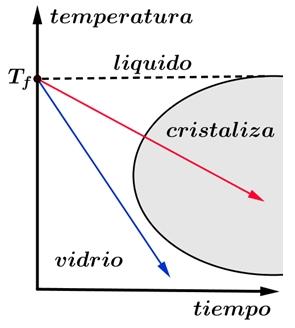 temperatura
liquido
T_f
cristaliza
vidrio
tiempo